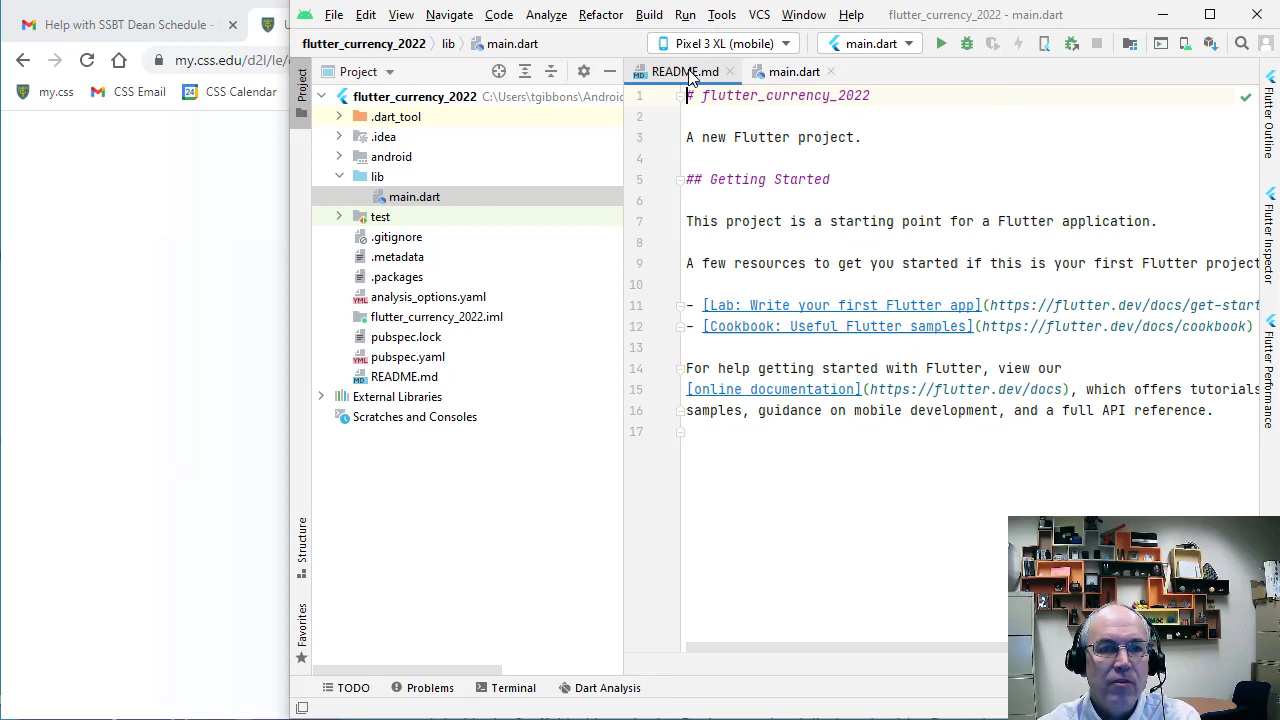 Help with SSBT Dean Schedule -
my.css.edu/d2l/le/
my.css
CSS Email
CSS Calendar
File Edit View Navigate Code Analyze Refactor Build Run Tools VCS Window Help flutter_currency_2022 - main.dart
flutter_currency_2022 lib main.dart
Pixel 3 XL (mobile)
main.dart
Project
Project
flutter_currency_2022 C:\Users\tgibbons\Androi
.dart_tool
.idea
android
lib
main.dart
test
.gitignore
.metadata
.packages
analysis_options.yaml
flutter_currency_2022.iml
pubspec.lock
pubspec.yaml
README.md
External Libraries
Scratches and Consoles
Structure
Favorites
README.md main.dart
1 # flutter_currency_2022
2
3 A new Flutter project.
4
5 ## Getting Started
6
7 This project is a starting point for a Flutter application.
8
9 A few resources to get you started if this is your first Flutter project
10
11 - [Lab: Write your first Flutter app](https://flutter.dev/docs/get-start
12 - [Cookbook: Useful Flutter samples](https://flutter.dev/docs/cookbook)
13
14 For help getting started with Flutter, view our
15 [online documentation](https://flutter.dev/docs), which offers tutorials
16 samples, guidance on mobile development, and a full API reference.
17
Flutter Outline
Flutter Inspector
Flutter Performance
TODO Problems Terminal Dart Analysis